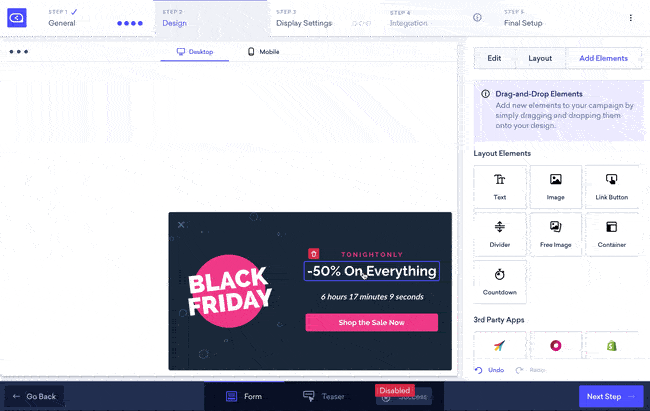 STEP 1
General
STEP 2
Design
STEP 3
Display Settings
STEP 4
Integration
STEP 5
Final Setup
Desktop
Mobile
Edit
Layout
Add Elements
Drag-and-Drop Elements
Add new elements to your campaign by
simply dragging and dropping them
onto your design.
Layout Elements
Text
Image
Link Button
Divider
Free Image
Container
Countdown
3rd Party Apps
BLACK
FRIDAY
TONIGHT ONLY
-50% On Everything
6 hours 17 minutes 9 seconds
Shop the Sale Now
Undo
Redo
Go Back
Form
Teaser
Disabled
Success
Next Step